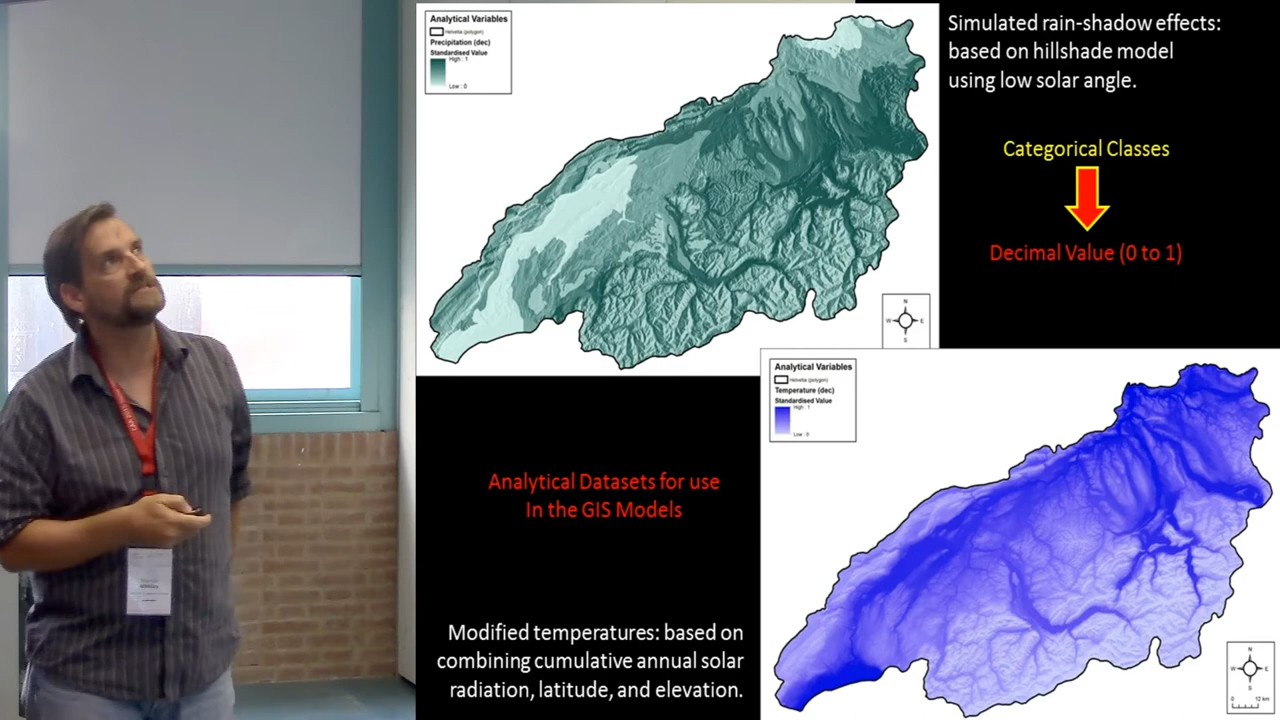 Analytical Variables
Helvetia (polygon)
Precipitation (dec)
Standardised Value
High : 1
Low : 0
N
W E
S
Simulated rain-shadow effects:
based on hillshade model
using low solar angle.
Categorical Classes
Decimal Value (0 to 1)
Analytical Datasets for use
In the GIS Models
Analytical Variables
Helvetia (polygon)
Temperature (dec)
Standardised Value
High : 1
Low : 0
Modified temperatures: based on
combining cumulative annual solar
radiation, latitude, and elevation.
N
W E
S
0 12 km